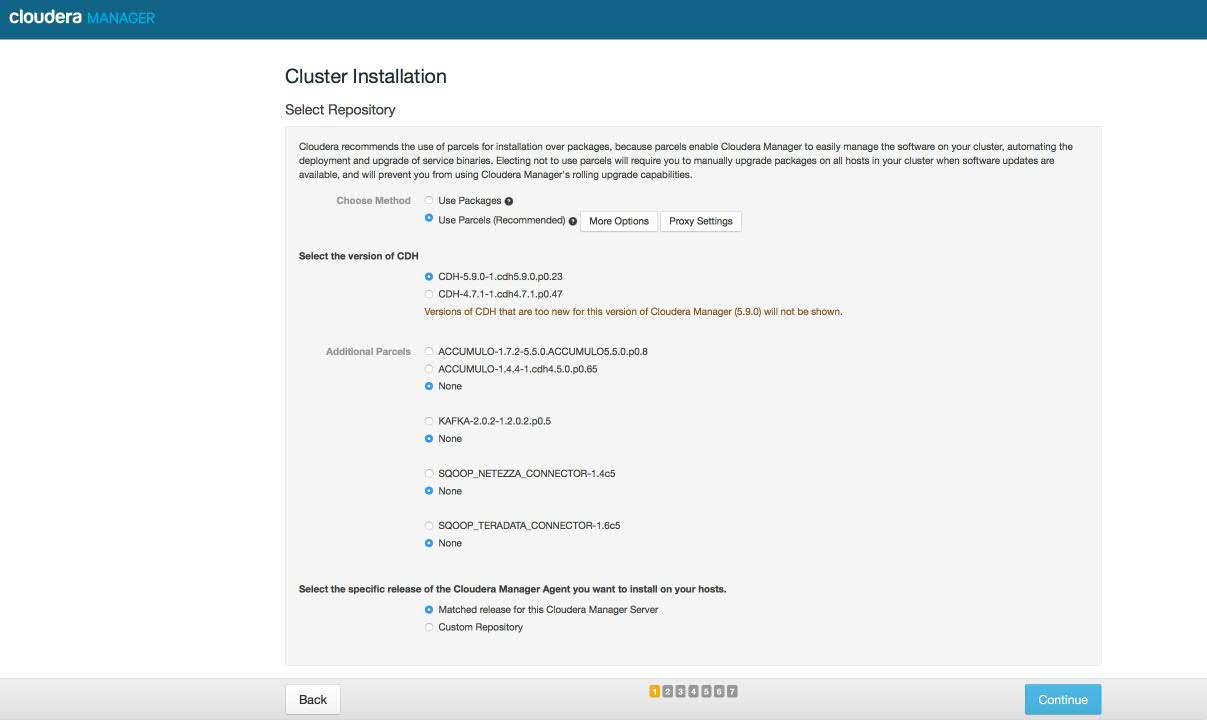 cloudera MANAGER
Cluster Installation
Select Repository
Cloudera recommends the use of parcels for installation over packages, because parcels enable Cloudera Manager to easily manage the software on your cluster, automating the
deployment and upgrade of service binaries. Electing not to use parcels will require you to manually upgrade packages on all hosts in your cluster when software updates are
available, and will prevent you from using Cloudera Manager's rolling upgrade capabilities.
Choose Method Use Packages ?
Use Parcels (Recommended) ? More Options Proxy Settings
Select the version of CDH
CDH-5.9.0-1.cdh5.9.0.p0.23
CDH-4.7.1-1.cdh4.7.1.p0.47
Versions of CDH that are too new for this version of Cloudera Manager (5.9.0) will not be shown.
Additional Parcels ACCUMULO-1.7.2-5.5.0.ACCUMULO5.5.0.p0.8
ACCUMULO-1.4.4-1.cdh4.5.0.p0.65
None
KAFKA-2.0.2-1.2.0.2.p0.5
None
SQOOP_NETEZZA_CONNECTOR-1.4c5
None
SQOOP_TERADATA_CONNECTOR-1.6c5
None
Select the specific release of the Cloudera Manager Agent you want to install on your hosts.
Matched release for this Cloudera Manager Server
Custom Repository
Back 1 2 3 4 5 6 7 Continue